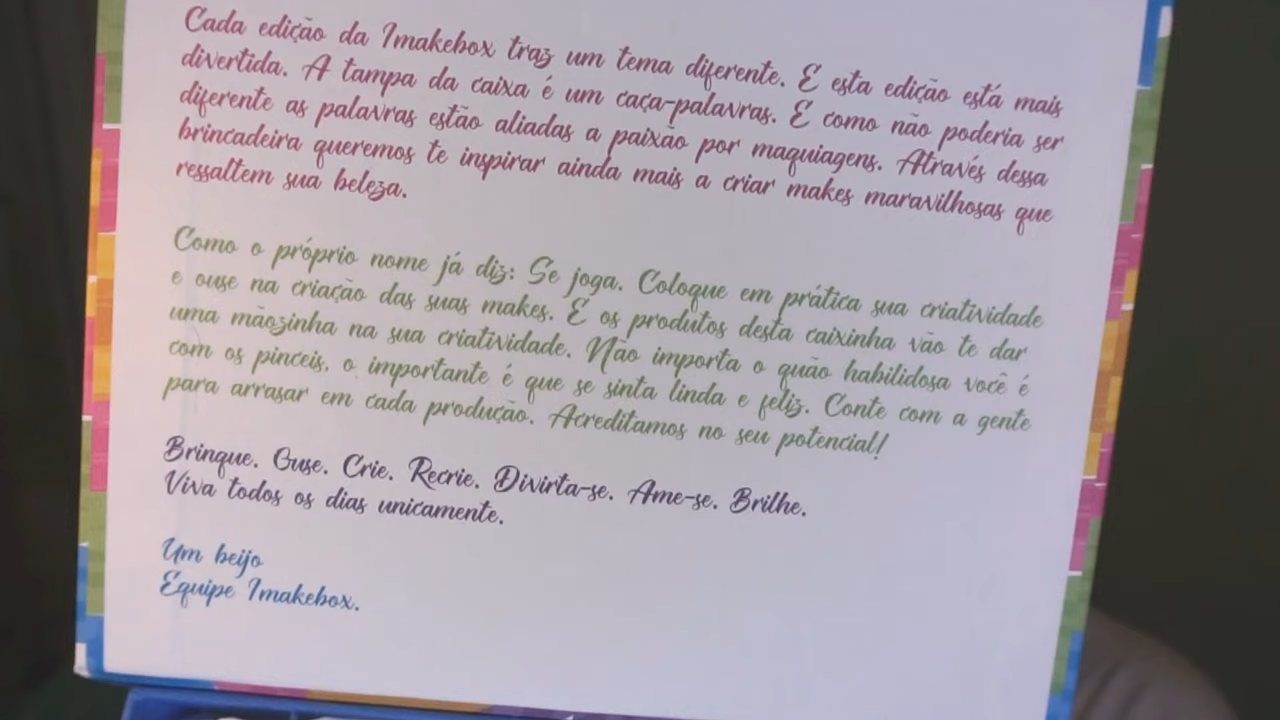 Cada edição da Imakebox traz um tema diferente. E esta edição está mais
divertida. A tampa da caixa é um caça-palavras. E como não poderia ser
diferente as palavras estão aliadas a paixão por maquiagens. Através dessa
brincadeira queremos te inspirar ainda mais a criar makes maravilhosas que
ressaltem sua beleza.
Como o próprio nome já diz: Se joga. Coloque em prática sua criatividade
e ouse na criação das suas makes. E os produtos desta caixinha vão te dar
uma mãozinha na sua criatividade. Não importa o quão habilidosa você é
com os pinceis, o importante é que se sinta linda e feliz. Conte com a gente
para arrasar em cada produção. Acreditamos no seu potencial!
Brinque. Ouse. Crie. Recrie. Divirta-se. Ame-se. Brilhe.
Viva todos os dias unicamente.
Um beijo
Equipe Imakebox.